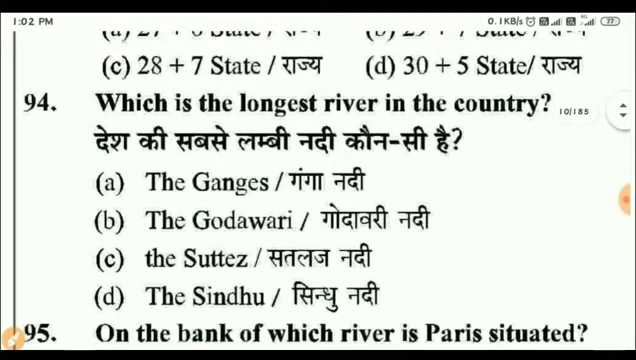 1:02 PM 0.1KB/s 77
(c) 28 + 7 State / राज्य (d) 30 + 5 State/ राज्य
94. Which is the longest river in the country?
10/185
देश की सबसे लम्बी नदी कौन-सी है?
(a) The Ganges / गंगा नदी
(b) The Godawari / गोदावरी नदी
(c) the Suttez / सतलज नदी
(d) The Sindhu / सिन्धु नदी
95. On the bank of which river is Paris situated?